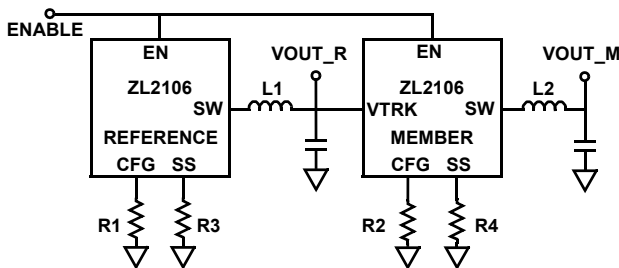 ENABLE
EN
ZL2106
SW
REFERENCE
CFG SS
R1
R3
L1
VOUT_R
EN
ZL2106
VTRK
SW
MEMBER
CFG SS
R2
R4
L2
VOUT_M